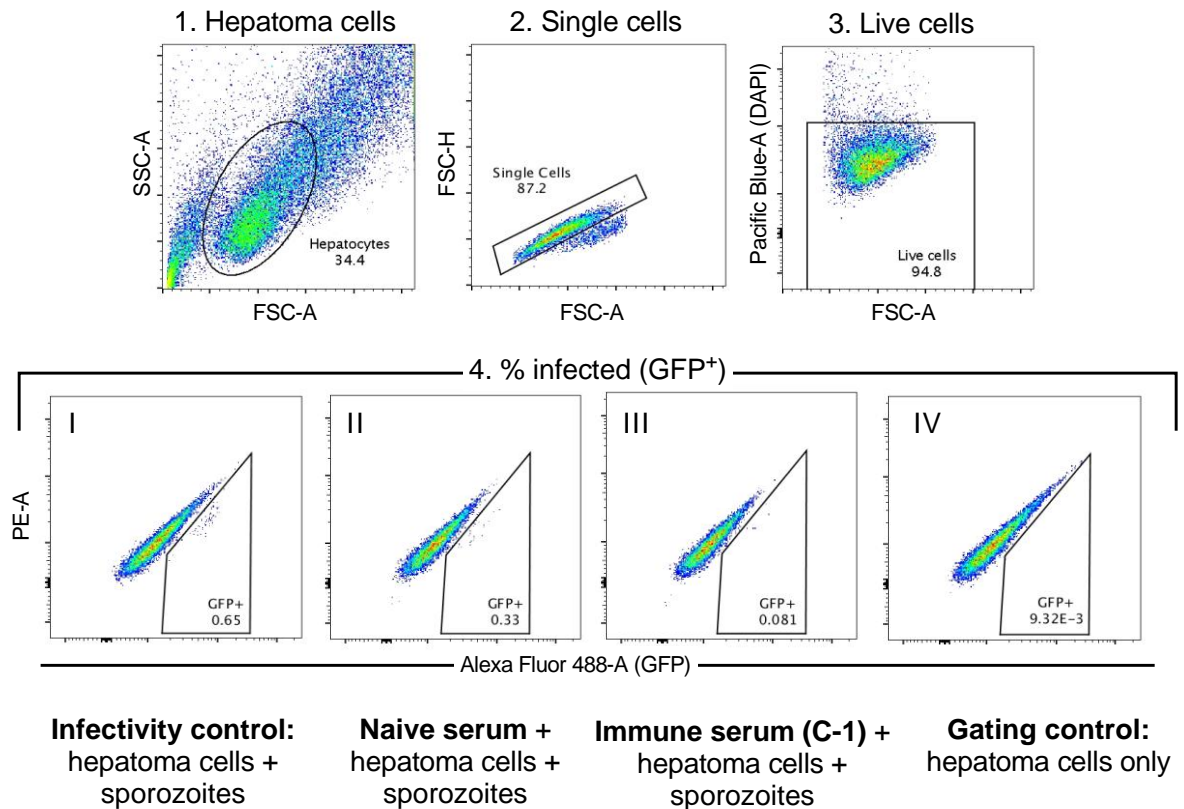 1. Hepatoma cells
2. Single cells
3. Live cells
SSC-A
Hepatocytes
34.4
FSC-A
FSC-H
Single Cells
87.2
FSC-A
Pacific Blue-A (DAPI)
Live cells
94.8
FSC-A
4. % infected (GFP⁺)
PE-A
I
GFP+
0.65
II
GFP+
0.33
III
GFP+
0.081
IV
GFP+
9.32E-3
Alexa Fluor 488-A (GFP)
Infectivity control:
hepatoma cells +
sporozoites
Naive serum +
hepatoma cells +
sporozoites
Immune serum (C-1) +
hepatoma cells +
sporozoites
Gating control:
hepatoma cells only